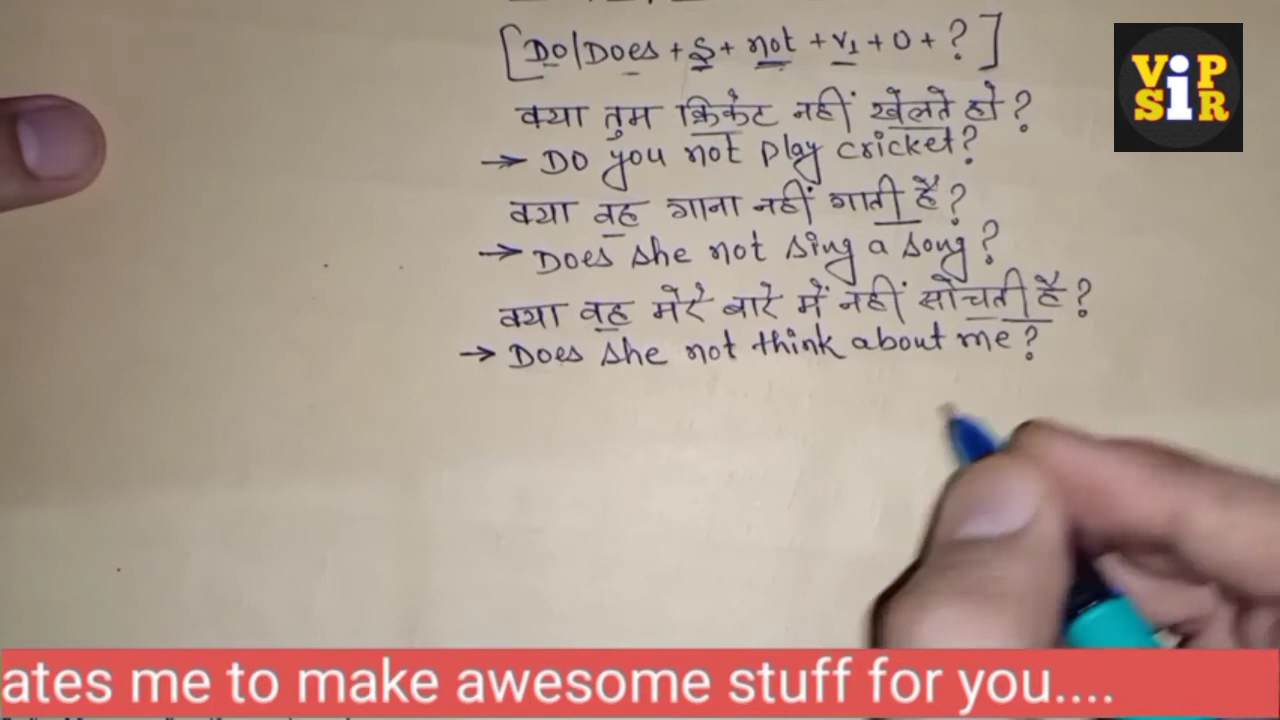 [Do/Does + S + not + V1 + O + ?]
क्या तुम क्रिकेट नहीं खेलते हो ?
→ Do you not play cricket?
क्या वह गाना नहीं गाती है ?
→ Does she not sing a song?
क्या वह मेरे बारे में नहीं सोचती है ?
→ Does she not think about me?
ViP
SiR
ates me to make awesome stuff for you....